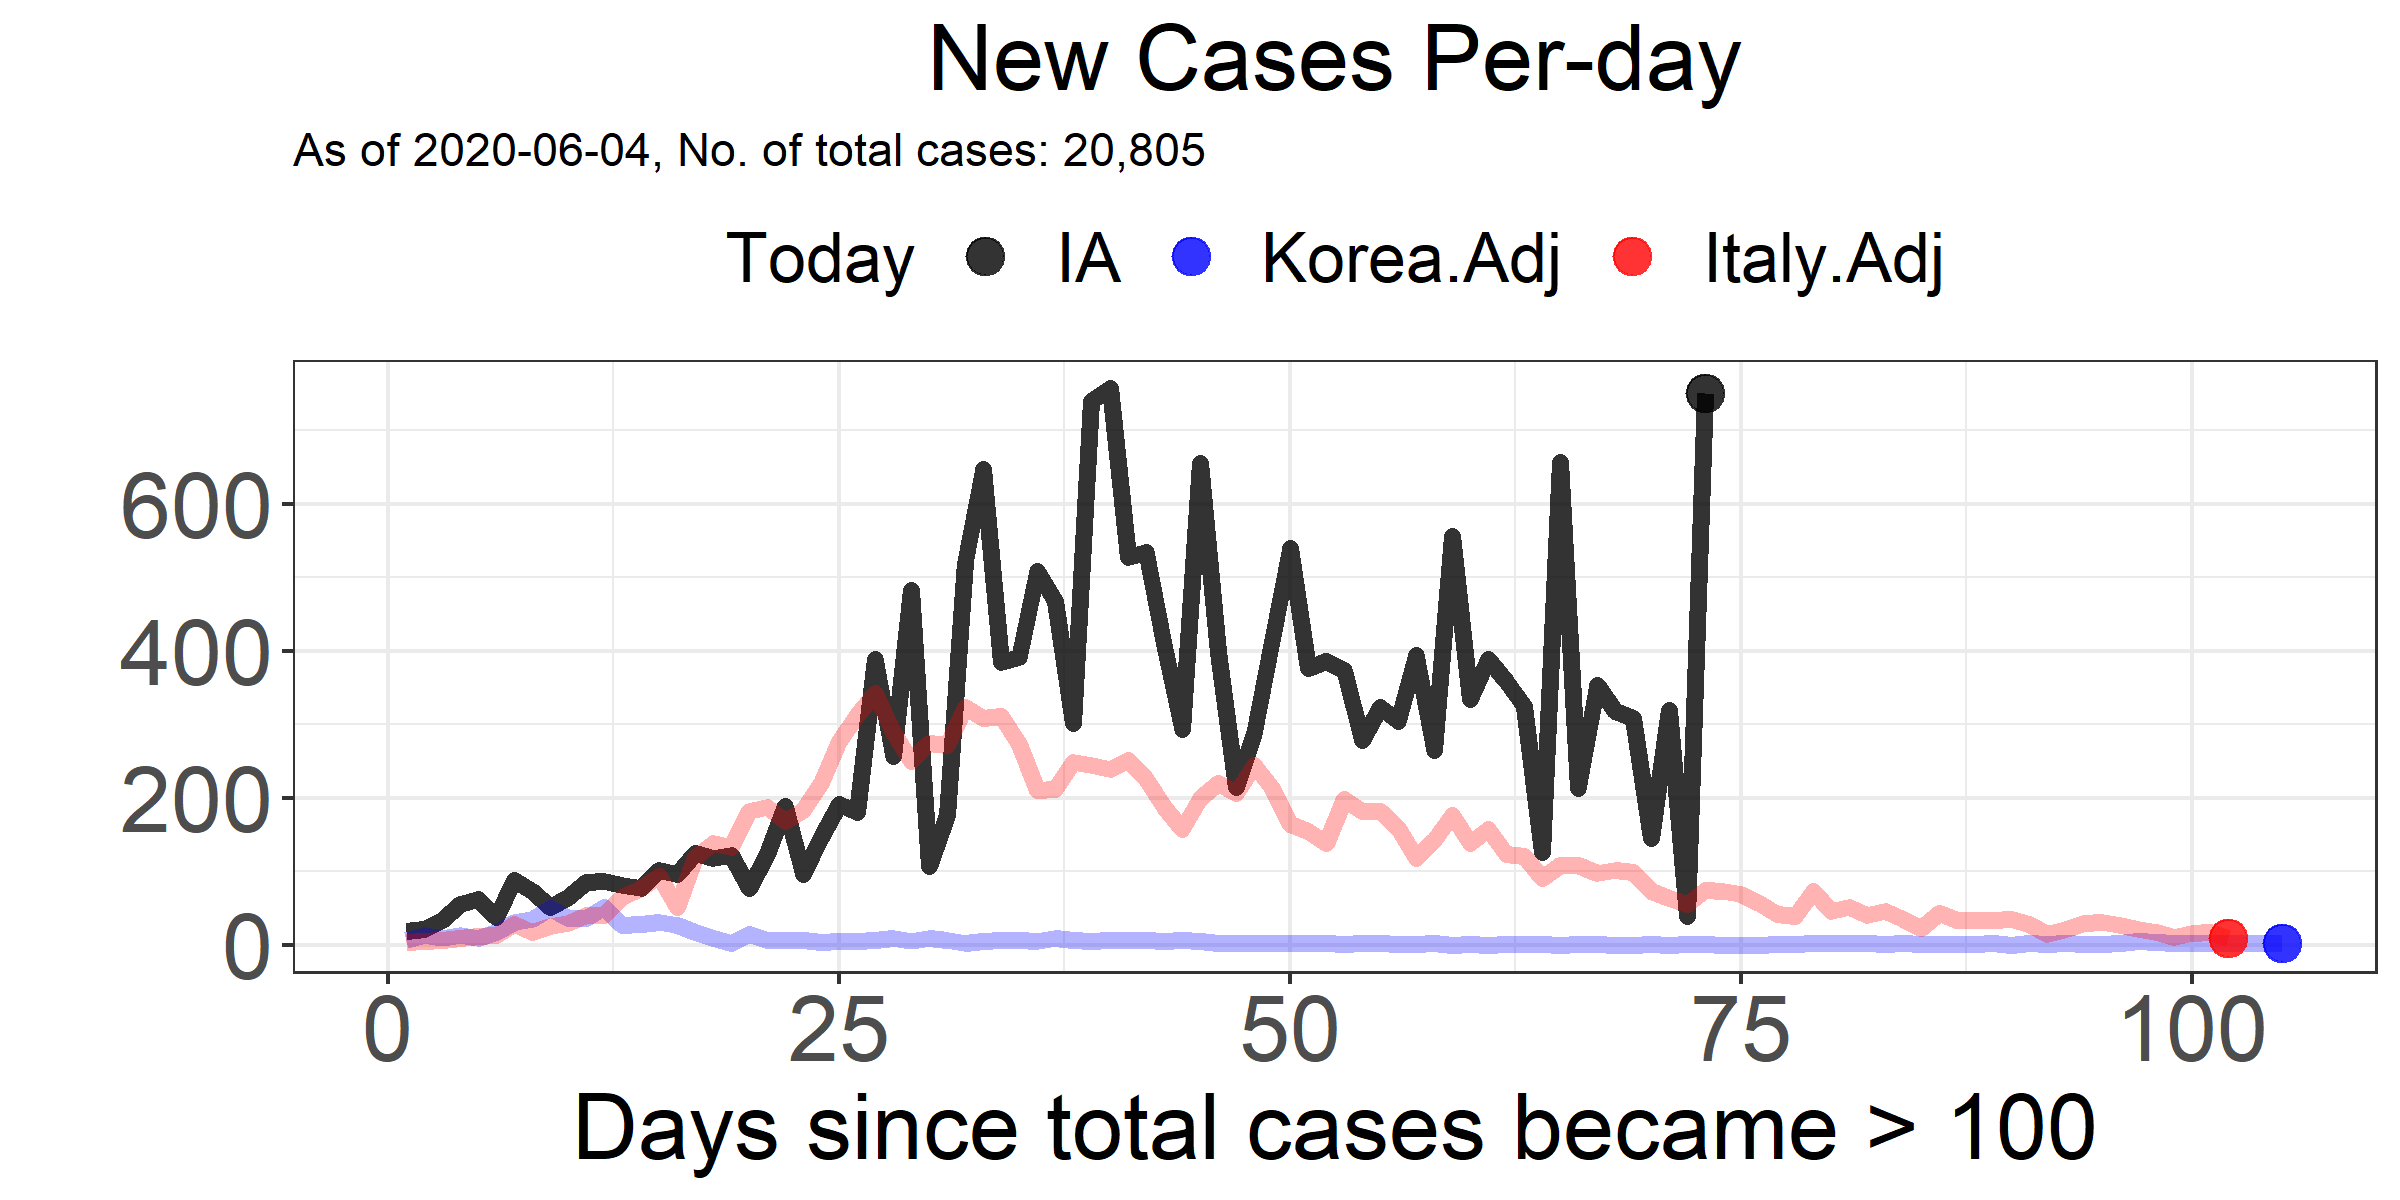 New Cases Per-day
As of 2020-06-04, No. of total cases: 20,805
Today IA Korea.Adj Italy.Adj
600
400
200
0
0 25 50 75 100
Days since total cases became > 100